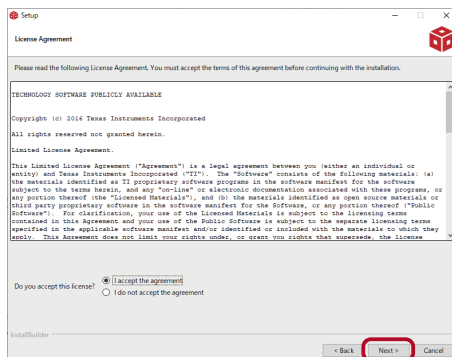 Setup
License Agreement
Please read the following License Agreement. You must accept the terms of this agreement before continuing with the installation.
TECHNOLOGY SOFTWARE PUBLICLY AVAILABLE
Copyright (c) 2016 Texas Instruments Incorporated
All rights reserved not granted herein.
Limited License Agreement.
This Limited License Agreement ("Agreement") is a legal agreement between you (either an individual or
entity) and Texas Instruments Incorporated ("TI").  The "Software" consists of the following materials: (a)
the materials identified as TI proprietary software programs in the software manifest for the software
subject to the terms herein, and any "on-line" or electronic documentation associated with these programs, or
any portion thereof (the "Licensed Materials"), and (b) the materials identified as open source materials or
third party proprietary software in the software manifest for the Software, or any portion thereof ("Public
Software").  For clarification, your use of the Licensed Materials is subject to the licensing terms
contained in this Agreement and your use of the Public Software is subject to the separate licensing terms
specified in the applicable software manifest and/or identified or included with the materials to which they
apply.  This Agreement does not limit your rights under, or grant you rights that supersede, the license
Do you accept this license?
I accept the agreement
I do not accept the agreement
InstallBuilder
< Back
Next >
Cancel